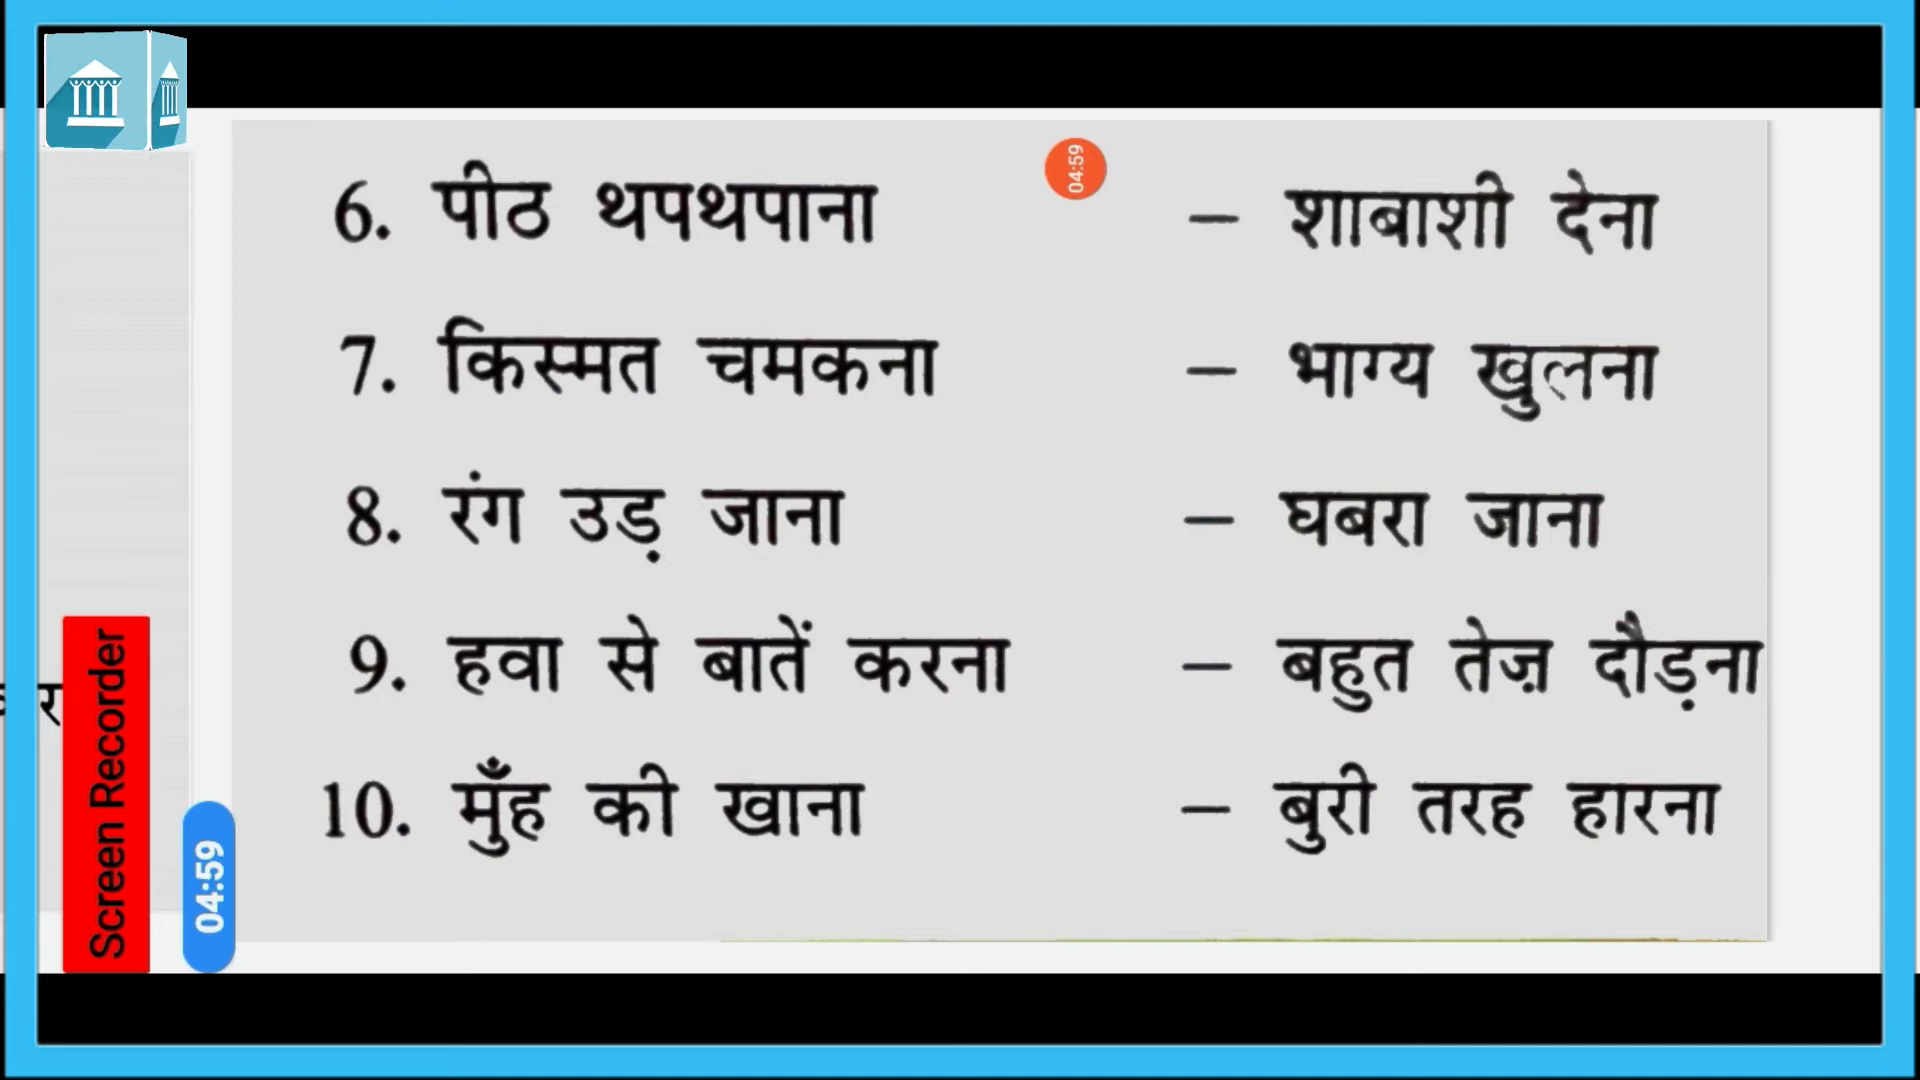 04:59
6. पीठ थपथपाना – शाबाशी देना
7. किस्मत चमकना – भाग्य खुलना
8. रंग उड़ जाना – घबरा जाना
9. हवा से बातें करना – बहुत तेज़ दौड़ना
10. मुँह की खाना – बुरी तरह हारना
Screen Recorder
04:59